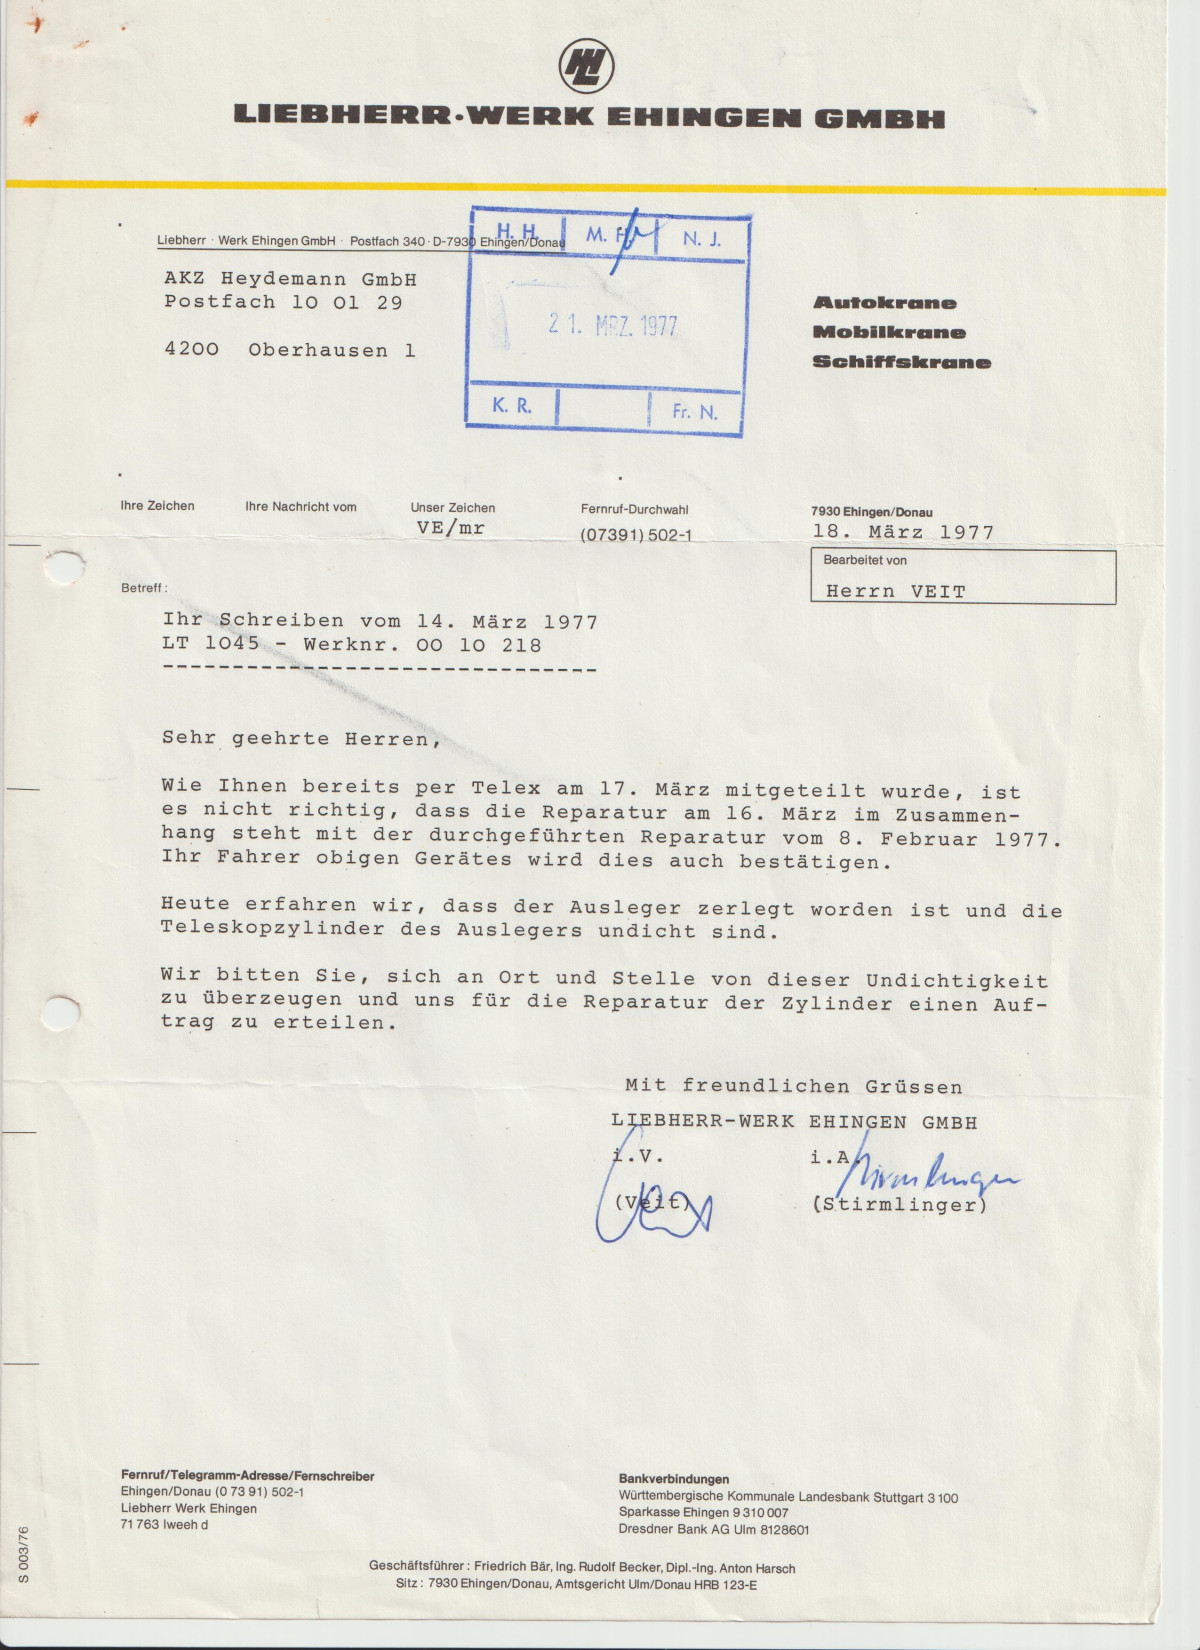 LIEBHERR-WERK EHINGEN GMBH
Liebherr · Werk Ehingen GmbH · Postfach 340 · D-7930 Ehingen/Donau
AKZ Heydemann GmbH
Postfach 10 01 29
4200 Oberhausen 1
H. H. M. N. J.
21. MRZ. 1977
K. R. Fr. N.
Autokrane
Mobilkrane
Schiffskrane
Ihre Zeichen Ihre Nachricht vom Unser Zeichen Fernruf-Durchwahl 7930 Ehingen/Donau
VE/mr (07391) 502-1 18. März 1977
Bearbeitet von
Herrn VEIT
Betreff:
Ihr Schreiben vom 14. März 1977
LT 1045 - Werknr. 00 10 218
-------------------------------
Sehr geehrte Herren,
Wie Ihnen bereits per Telex am 17. März mitgeteilt wurde, ist
es nicht richtig, dass die Reparatur am 16. März im Zusammen-
hang steht mit der durchgeführten Reparatur vom 8. Februar 1977.
Ihr Fahrer obigen Gerätes wird dies auch bestätigen.
Heute erfahren wir, dass der Ausleger zerlegt worden ist und die
Teleskopzylinder des Auslegers undicht sind.
Wir bitten Sie, sich an Ort und Stelle von dieser Undichtigkeit
zu überzeugen und uns für die Reparatur der Zylinder einen Auf-
trag zu erteilen.
Mit freundlichen Grüssen
LIEBHERR-WERK EHINGEN GMBH
i.V. i.A.
(Veit) (Stirmlinger)
Fernruf/Telegramm-Adresse/Fernschreiber
Ehingen/Donau (0 73 91) 502-1
Liebherr Werk Ehingen
71 763 lweeh d
Bankverbindungen
Württembergische Kommunale Landesbank Stuttgart 3 100
Sparkasse Ehingen 9 310 007
Dresdner Bank AG Ulm 8128601
Geschäftsführer: Friedrich Bär, Ing. Rudolf Becker, Dipl.-Ing. Anton Harsch
Sitz: 7930 Ehingen/Donau, Amtsgericht Ulm/Donau HRB 123-E
S 003/76